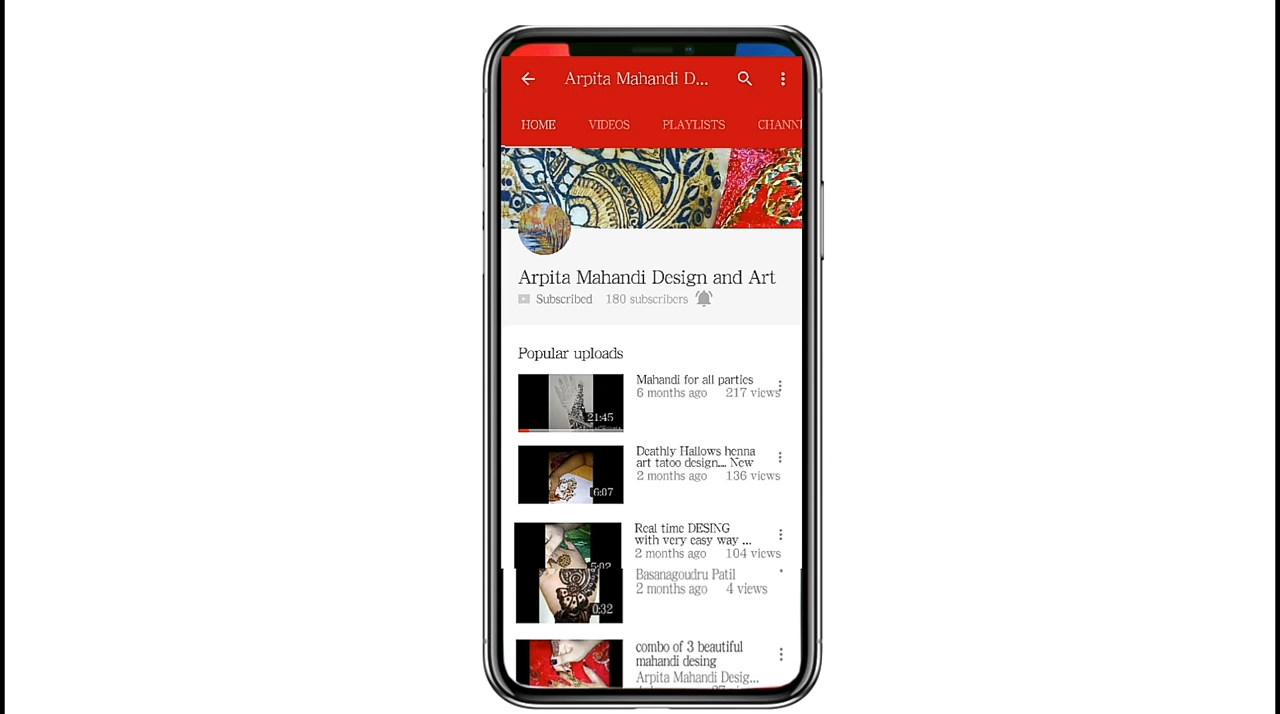 Arpita Mahandi D...
HOME VIDEOS PLAYLISTS CHANN
Arpita Mahandi Design and Art
Subscribed 180 subscribers
Popular uploads
Mahandi for all parties
6 months ago 217 views
21:45
Deathly Hallows henna
art tatoo design.... New
2 months ago 136 views
6:07
Real time DESING
with very easy way ...
2 months ago 104 views
5:02
Basanagoudru Patil
2 months ago 4 views
0:32
combo of 3 beautiful
mahandi desing
Arpita Mahandi Desig...